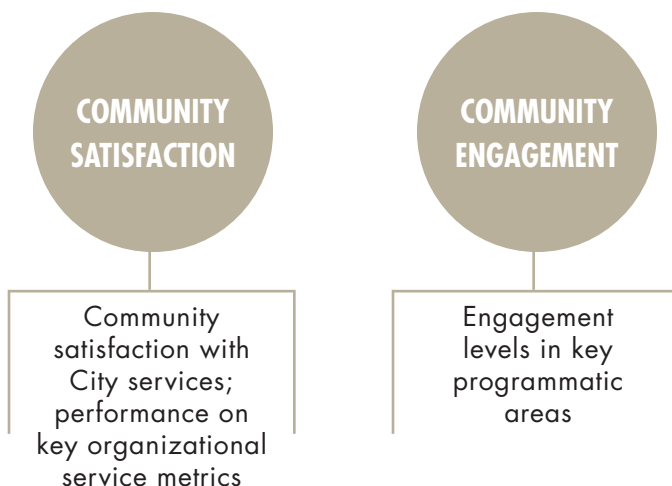 COMMUNITY
SATISFACTION
Community
satisfaction with
City services;
performance on
key organizational
service metrics
COMMUNITY
ENGAGEMENT
Engagement
levels in key
programmatic
areas